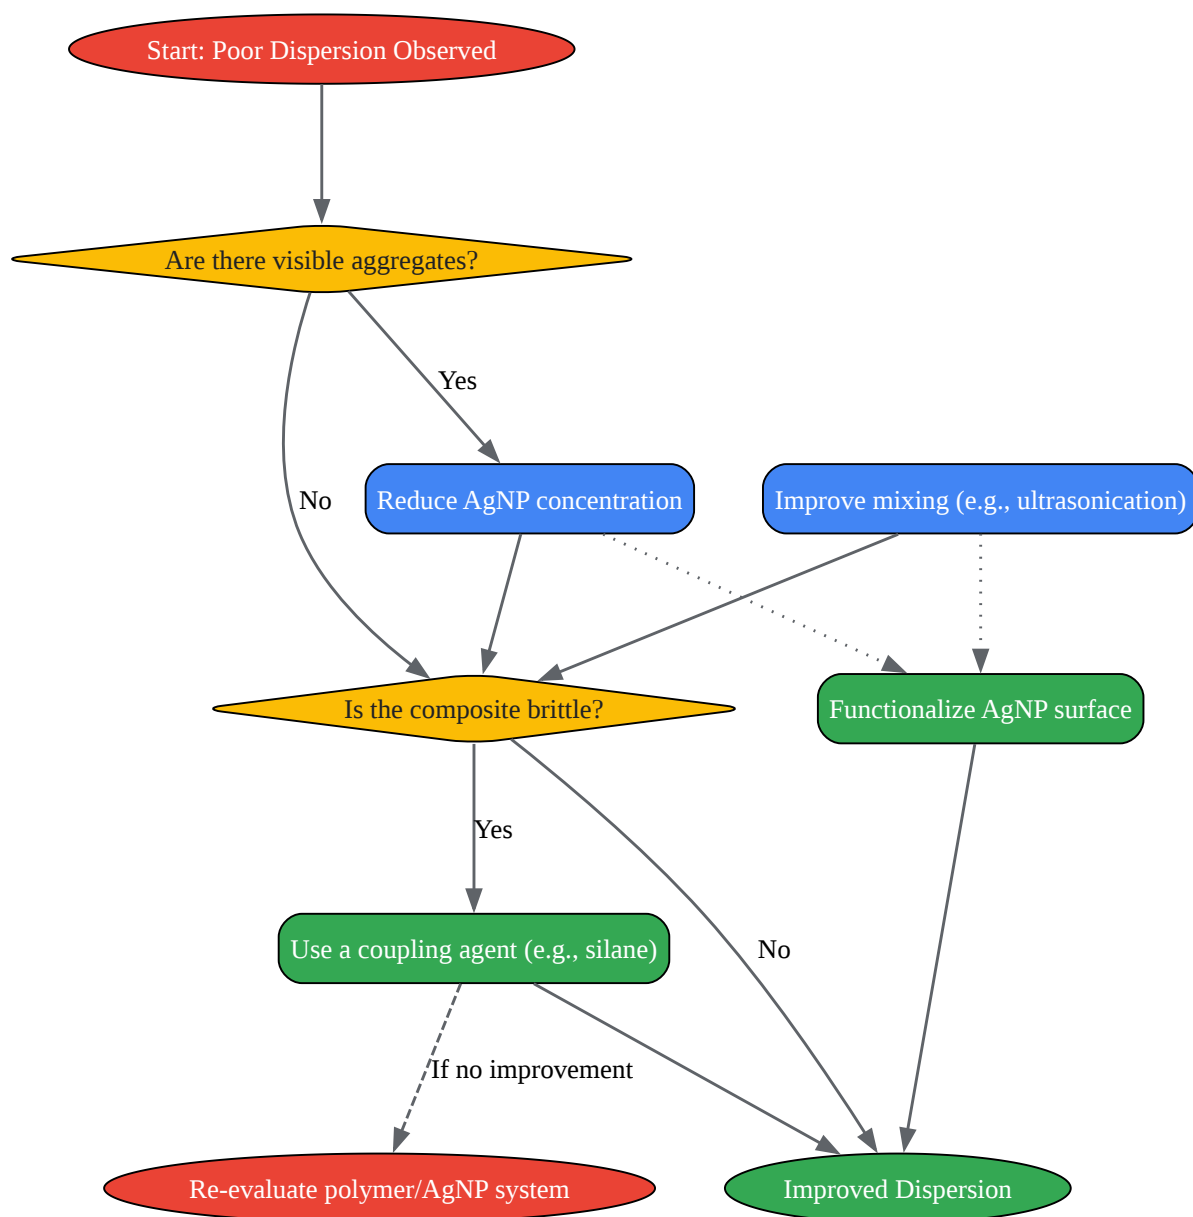 Start: Poor Dispersion Observed
Are there visible aggregates?
Yes
No
Reduce AgNP concentration
Improve mixing (e.g., ultrasonication)
Is the composite brittle?
Functionalize AgNP surface
Yes
Use a coupling agent (e.g., silane)
No
If no improvement
Re-evaluate polymer/AgNP system
Improved Dispersion